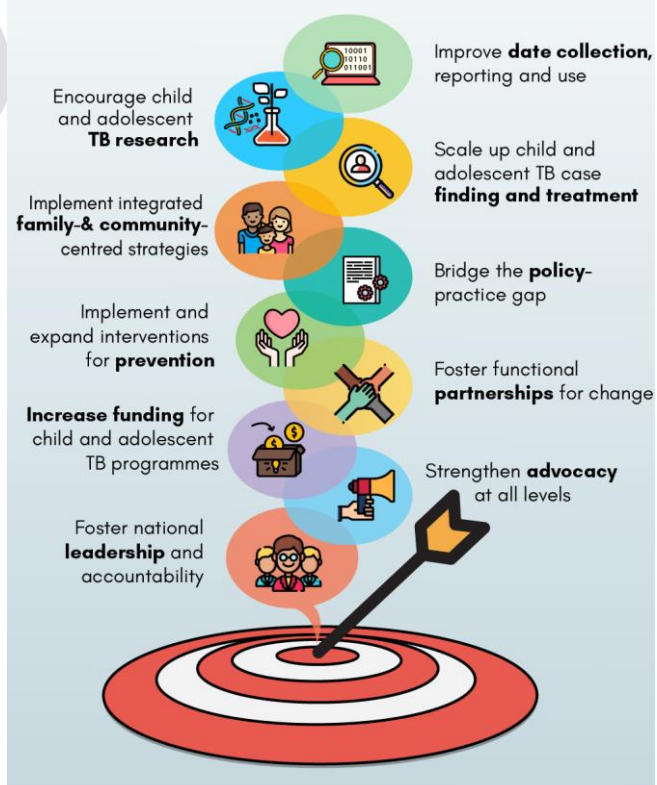 10001
10110
011001
Improve date collection,
reporting and use
Encourage child
and adolescent
TB research
Scale up child and
adolescent TB case
finding and treatment
Implement integrated
family-& community-
centred strategies
Bridge the policy-
practice gap
Implement and
expand interventions
for prevention
Foster functional
partnerships for change
Increase funding for
child and adolescent
TB programmes
$
$
Strengthen advocacy
at all levels
Foster national
leadership and
accountability